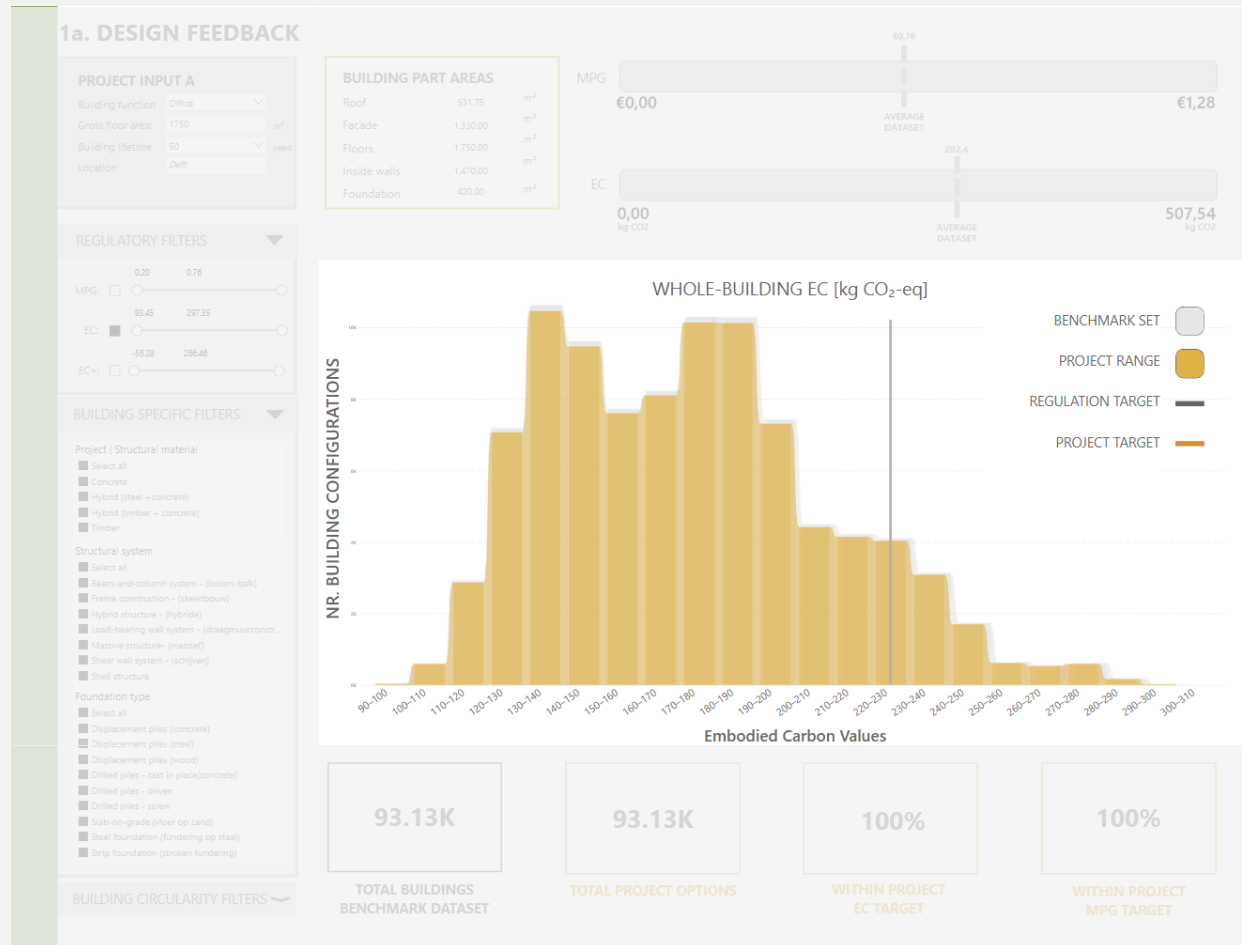 1a. DESIGN FEEDBACK
PROJECT INPUT A
Building function Office
Gross floor area: 1750 m²
Building lifetime 50 years
Location Delft
BUILDING PART AREAS
Roof 531.75 m²
Facade 1.330.00 m²
Floors 1,750.00 m²
Inside walls 1.470.00 m²
Foundation 420.00 m²
€0,76
MPG
€0,00 €1,28
AVERAGE
DATASET
292,4
EC
0,00 507,54
kg CO2 kg CO2
AVERAGE
DATASET
REGULATORY FILTERS
0.20 0.76
MPG:
93.45 297.35
EC:
-56.28 266.46
EC+:
BUILDING SPECIFIC FILTERS
Project | Structural material
Select all
Concrete
Hybrid (steel +concrete)
Hybrid (timber + concrete)
Timber
Structural system
Select all
Beam-and-column system - (kolom-balk)
Frame construction - (skeletbouw)
Hybrid structure - (hybride)
Load-bearing wall system - (draagmuurconstr...
Massive structure- (massief)
Shear wall system - (schijven)
Shell structure
Foundation type
Select all
Displacement piles (concrete)
Displacement piles (steal)
Displacement piles (wood)
Drilled piles - cast in place(concrete)
Drilled piles - driven
Drilled piles - screw
Slab-on-grade (vloer op zand)
Steel foundation (fundering op staal)
Strip foundation (stroken fundering)
BUILDING CIRCULARITY FILTERS
WHOLE-BUILDING EC [kg CO₂-eq]
BENCHMARK SET
PROJECT RANGE
REGULATION TARGET
PROJECT TARGET
NR. BUILDING CONFIGURATIONS
10K
8K
6K
4K
2K
0K
90–100 100–110 110–120 120–130 130–140 140–150 150–160 160–170 170–180 180–190 190–200 200–210 210–220 220–230 230–240 240–250 250–260 260–270 270–280 280–290 290–300 300–310
Embodied Carbon Values
93.13K
TOTAL BUILDINGS
BENCHMARK DATASET
93.13K
TOTAL PROJECT OPTIONS
100%
WITHIN PROJECT
EC TARGET
100%
WITHIN PROJECT
MPG TARGET